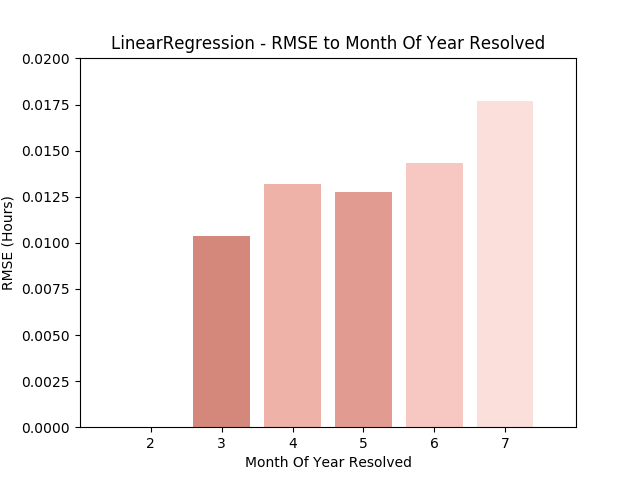 LinearRegression - RMSE to Month Of Year Resolved
0.0200
0.0175
0.0150
0.0125
0.0100
0.0075
0.0050
0.0025
0.0000
RMSE (Hours)
2 3 4 5 6 7
Month Of Year Resolved